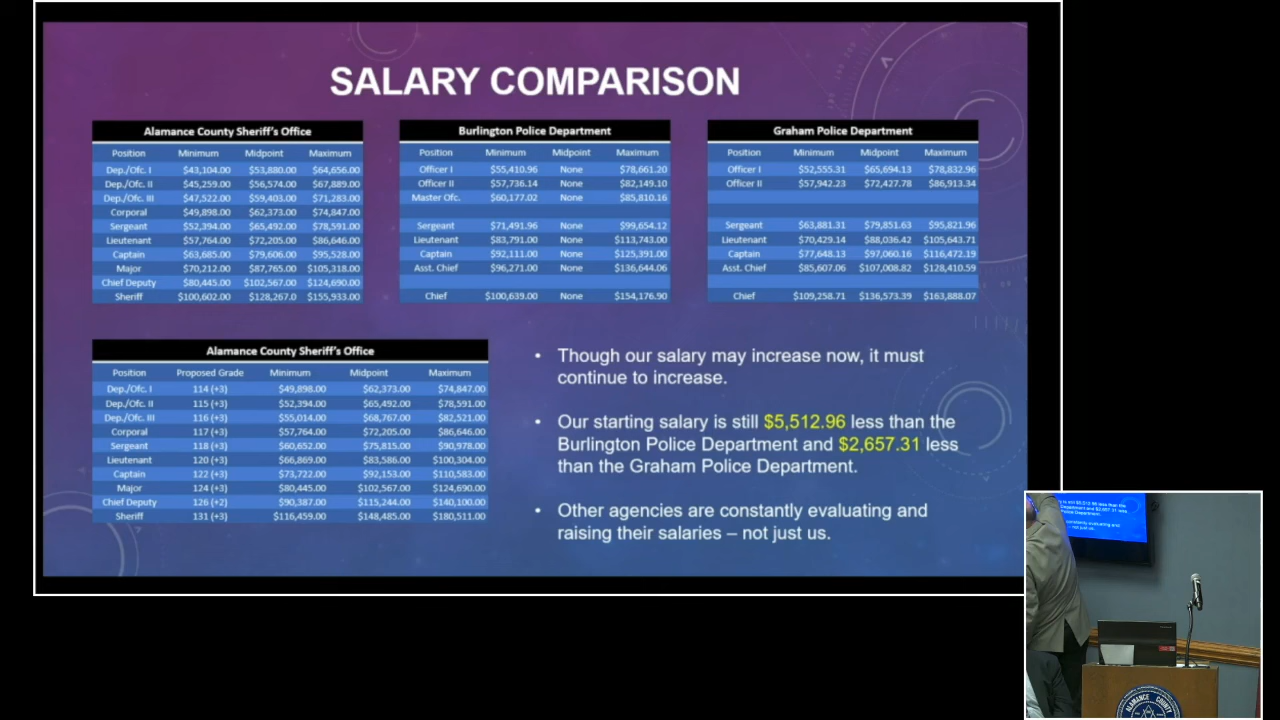 SALARY COMPARISON
Alamance County Sheriff's Office
Position Minimum Midpoint Maximum
Dep./Ofc. I $43,104.00 $53,880.00 $64,656.00
Dep./Ofc. II $45,259.00 $56,574.00 $67,889.00
Dep./Ofc. III $47,522.00 $59,403.00 $71,283.00
Corporal $49,898.00 $62,373.00 $74,847.00
Sergeant $52,394.00 $65,492.00 $78,591.00
Lieutenant $57,764.00 $72,205.00 $86,646.00
Captain $63,685.00 $79,606.00 $95,528.00
Major $70,212.00 $87,765.00 $105,318.00
Chief Deputy $80,445.00 $102,567.00 $124,690.00
Sheriff $100,602.00 $128,267.0 $155,933.00
Burlington Police Department
Position Minimum Midpoint Maximum
Officer I $55,410.96 None $78,661.20
Officer II $57,736.14 None $82,149.10
Master Ofc. $60,177.02 None $85,810.16
Sergeant $71,491.96 None $99,654.12
Lieutenant $83,791.00 None $113,743.00
Captain $92,111.00 None $125,391.00
Asst. Chief $96,271.00 None $136,644.06
Chief $100,639.00 None $154,176.90
Graham Police Department
Position Minimum Midpoint Maximum
Officer I $52,555.31 $65,694.13 $78,832.96
Officer II $57,942.23 $72,427.78 $86,913.34
Sergeant $63,881.31 $79,851.63 $95,821.96
Lieutenant $70,429.14 $88,036.42 $105,643.71
Captain $77,648.13 $97,060.16 $116,472.19
Asst. Chief $85,607.06 $107,008.82 $128,410.59
Chief $109,258.71 $136,573.39 $163,888.07
Alamance County Sheriff's Office
Position Proposed Grade Minimum Midpoint Maximum
Dep./Ofc. I 114 (+3) $49,898.00 $62,373.00 $74,847.00
Dep./Ofc. II 115 (+3) $52,394.00 $65,492.00 $78,591.00
Dep./Ofc. III 116 (+3) $55,014.00 $68,767.00 $82,521.00
Corporal 117 (+3) $57,764.00 $72,205.00 $86,646.00
Sergeant 118 (+3) $60,652.00 $75,815.00 $90,978.00
Lieutenant 120 (+3) $66,869.00 $83,586.00 $100,304.00
Captain 122 (+3) $73,722.00 $92,153.00 $110,583.00
Major 124 (+3) $80,445.00 $102,567.00 $124,690.00
Chief Deputy 126 (+2) $90,387.00 $115,244.00 $140,100.00
Sheriff 131 (+3) $116,459.00 $148,485.00 $180,511.00
• Though our salary may increase now, it must
continue to increase.
• Our starting salary is still $5,512.96 less than the
Burlington Police Department and $2,657.31 less
than the Graham Police Department.
• Other agencies are constantly evaluating and
raising their salaries – not just us.
ALAMANCE COUNTY